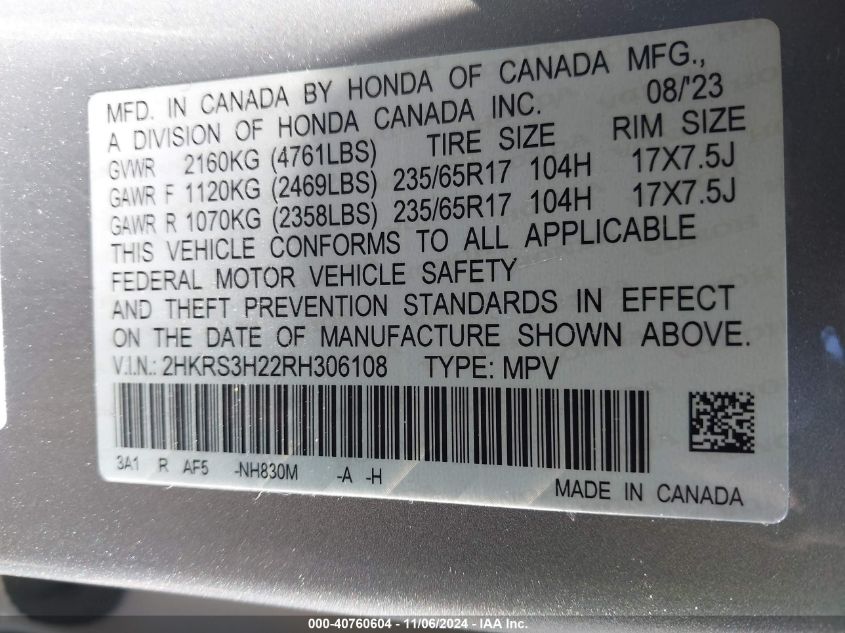 MFD. IN CANADA BY HONDA OF CANADA MFG.,
A DIVISION OF HONDA CANADA INC. 08/'23
GVWR 2160KG (4761LBS) TIRE SIZE RIM SIZE
GAWR F 1120KG (2469LBS) 235/65R17 104H 17X7.5J
GAWR R 1070KG (2358LBS) 235/65R17 104H 17X7.5J
THIS VEHICLE CONFORMS TO ALL APPLICABLE
FEDERAL MOTOR VEHICLE SAFETY
AND THEFT PREVENTION STANDARDS IN EFFECT
ON THE DATE OF MANUFACTURE SHOWN ABOVE.
V.I.N.: 2HKRS3H22RH306108 TYPE: MPV
3A1 R AF5 -NH830M -A -H
MADE IN CANADA
000-40760604 - 11/06/2024 - IAA Inc.